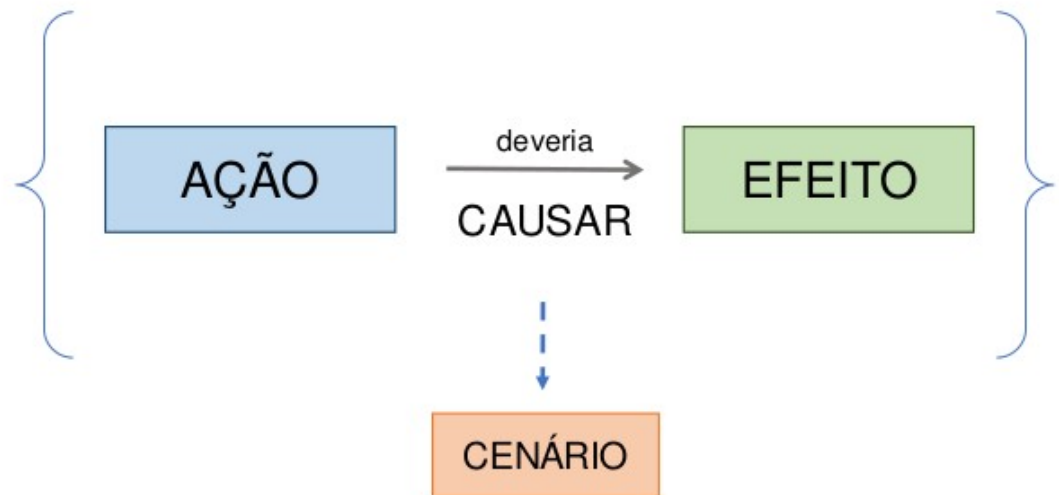 deveria
AÇÃO
EFEITO
CAUSAR
CENÁRIO